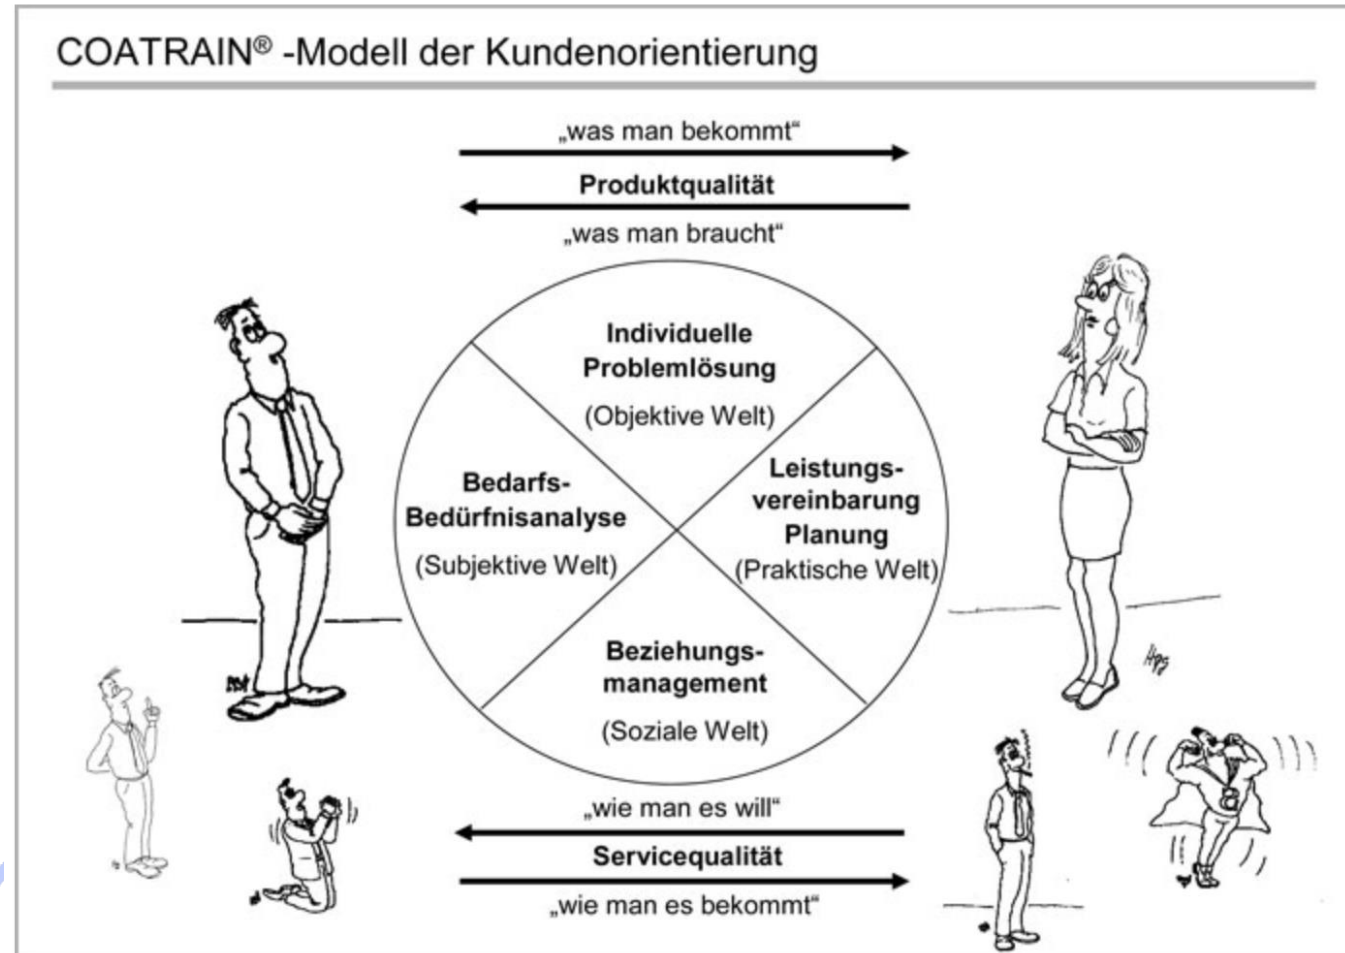 COATRAIN® -Modell der Kundenorientierung
„was man bekommt“
Produktqualität
„was man braucht“
Individuelle
Problemlösung
(Objektive Welt)
Bedarfs-
Bedürfnisanalyse
(Subjektive Welt)
Leistungs-
vereinbarung
Planung
(Praktische Welt)
Beziehungs-
management
(Soziale Welt)
„wie man es will“
Servicequalität
„wie man es bekommt“